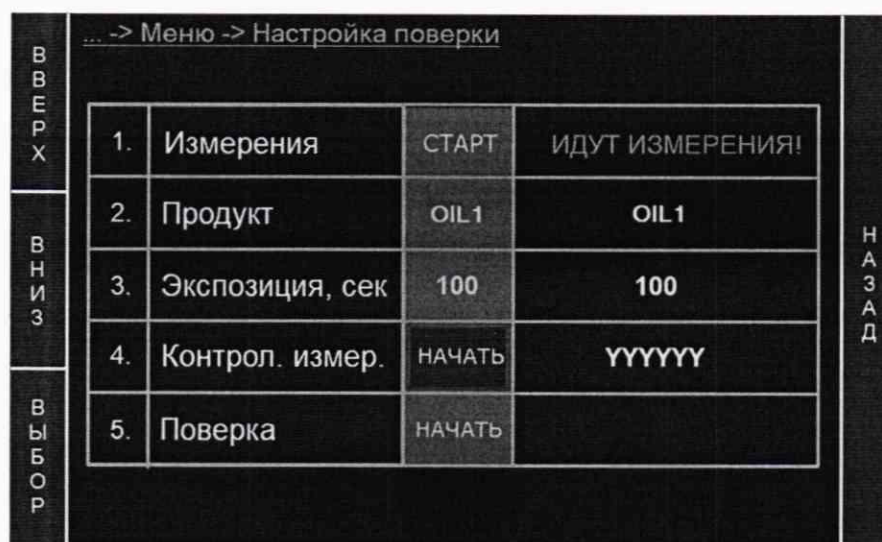 ... -> Меню -> Настройка поверки
ВВЕРХ
ВНИЗ
ВЫБОР
1. Измерения СТАРТ ИДУТ ИЗМЕРЕНИЯ!
2. Продукт OIL1 OIL1
3. Экспозиция, сек 100 100
4. Контрол. измер. НАЧАТЬ YYYYYY
5. Поверка НАЧАТЬ
НАЗАД